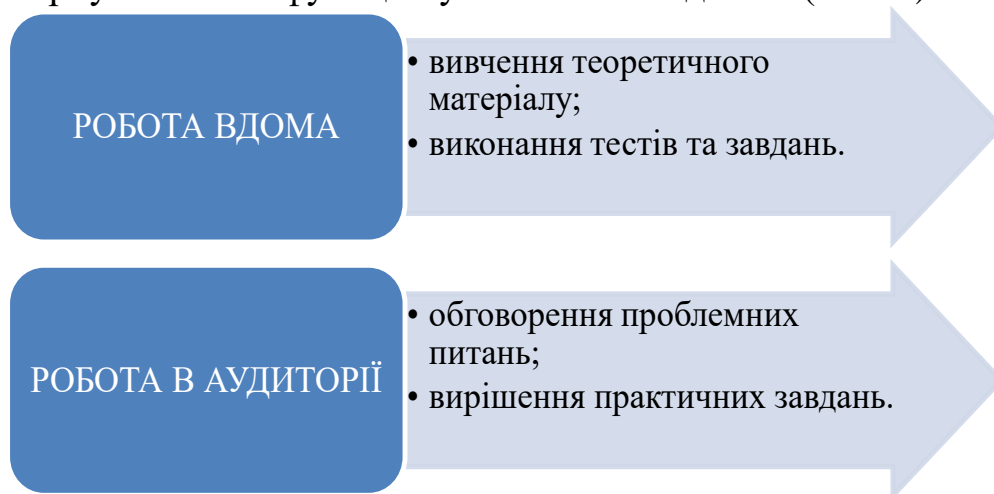 РОБОТА ВДОМА
• вивчення теоретичного
матеріалу;
• виконання тестів та завдань.
РОБОТА В АУДИТОРІЇ
• обговорення проблемних
питань;
• вирішення практичних завдань.